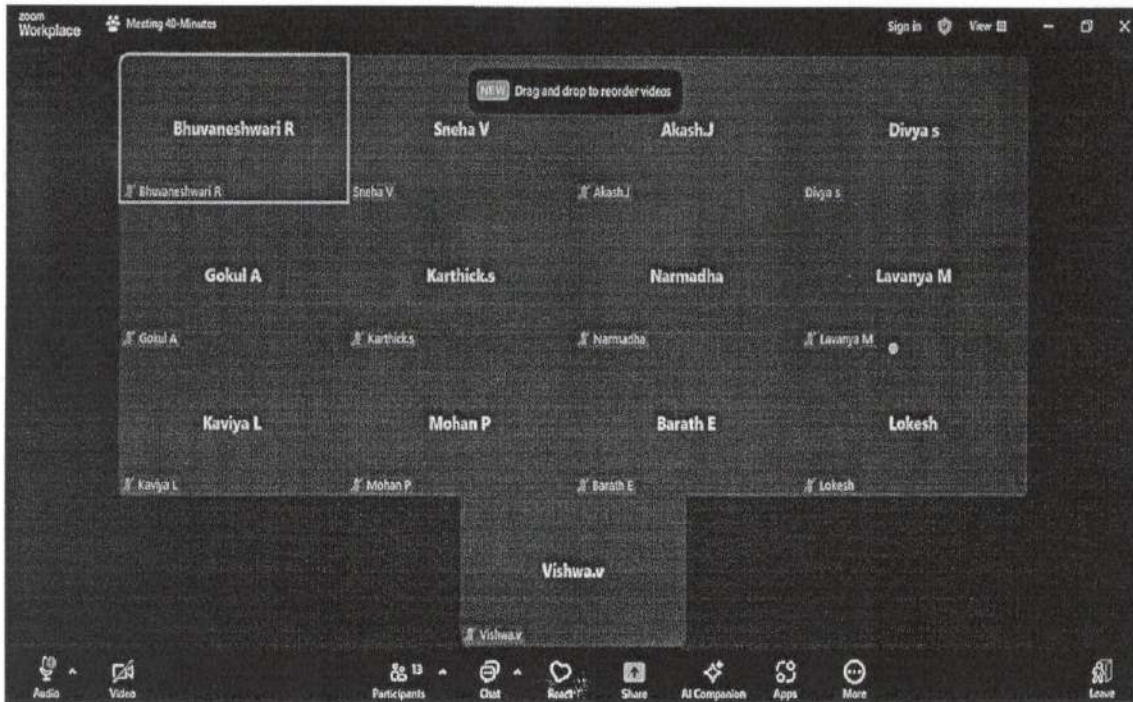 zoom
Workplace
Meeting 40-Minutes
Sign in
View
NEW Drag and drop to reorder videos
Bhuvaneshwari R
Sneha V
Akash.J
Divya s
Bhuvaneshwari R
Sneha V
Akash.J
Divya s
Gokul A
Karthick.s
Narmadha
Lavanya M
Gokul A
Karthick.s
Narmadha
Lavanya M
Kaviya L
Mohan P
Barath E
Lokesh
Kaviya L
Mohan P
Barath E
Lokesh
Vishwa.v
Vishwa.v
13
Audio
Video
Participants
Chat
React
Share
AI Companion
Apps
More
Leave